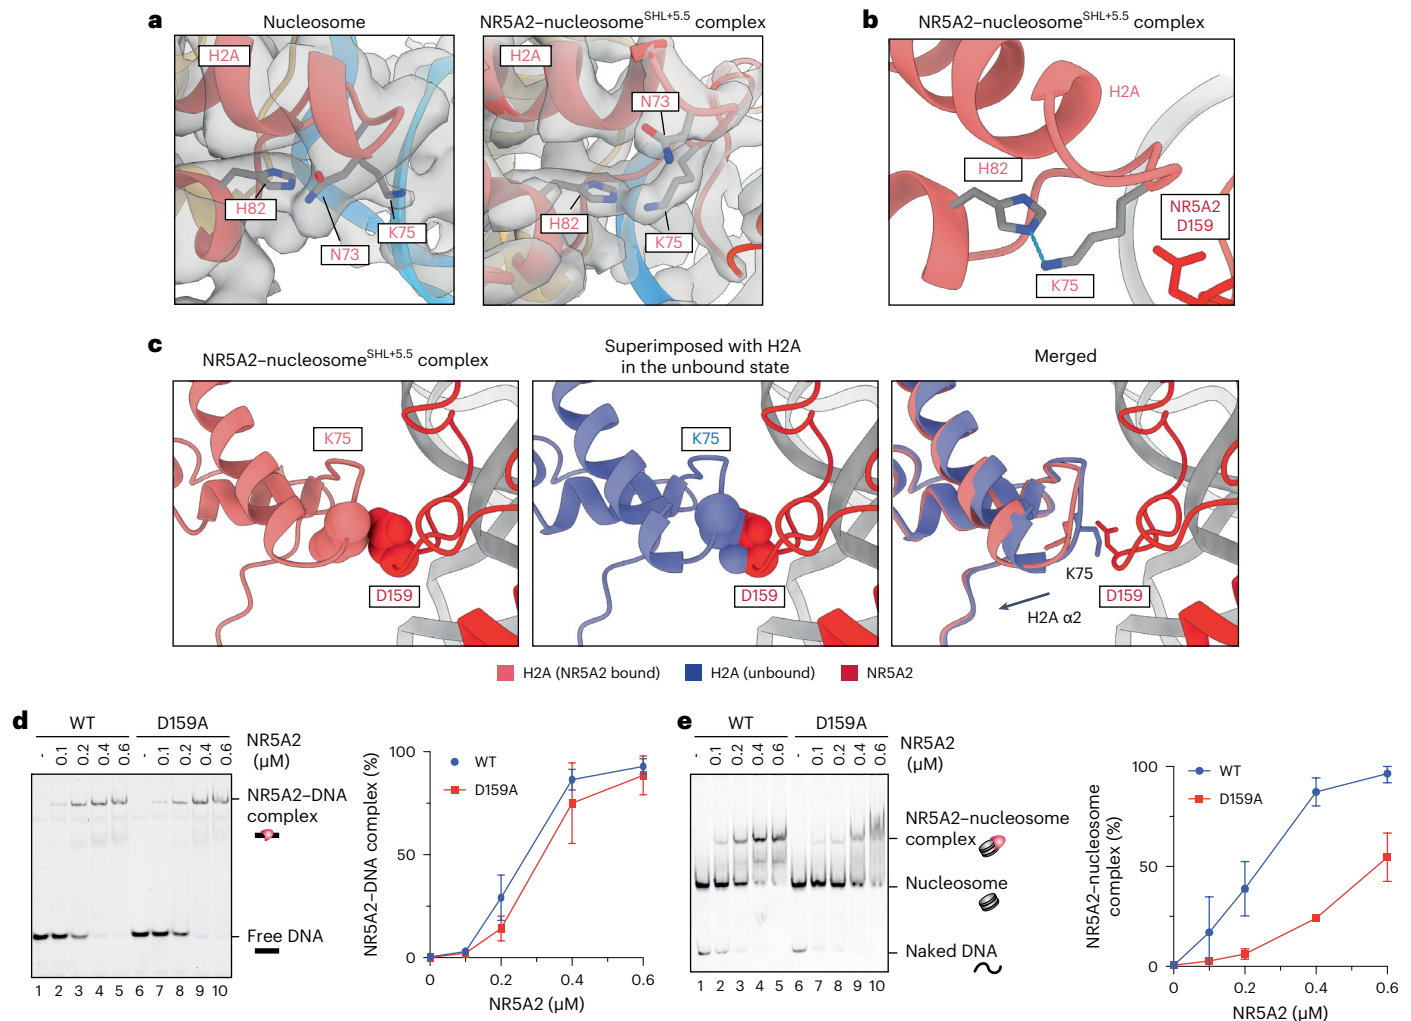 a
Nucleosome
H2A
H82
N73
K75
NR5A2–nucleosome^SHL+5.5 complex
H2A
N73
H82
K75
b
NR5A2–nucleosome^SHL+5.5 complex
H2A
H82
K75
NR5A2
D159
c
NR5A2–nucleosome^SHL+5.5 complex
K75
D159
Superimposed with H2A
in the unbound state
K75
D159
Merged
K75
D159
H2A α2
H2A (NR5A2 bound)
H2A (unbound)
NR5A2
d
WT
D159A
- 0.1 0.2 0.4 0.6 - 0.1 0.2 0.4 0.6
NR5A2
(μM)
NR5A2–DNA
complex
Free DNA
1 2 3 4 5 6 7 8 9 10
NR5A2–DNA complex (%)
100
50
0
WT
D159A
0 0.2 0.4 0.6
NR5A2 (μM)
e
WT
D159A
- 0.1 0.2 0.4 0.6 - 0.1 0.2 0.4 0.6
NR5A2
(μM)
NR5A2–nucleosome
complex
Nucleosome
Naked DNA
1 2 3 4 5 6 7 8 9 10
NR5A2–nucleosome
complex (%)
100
50
0
WT
D159A
0 0.2 0.4 0.6
NR5A2 (μM)